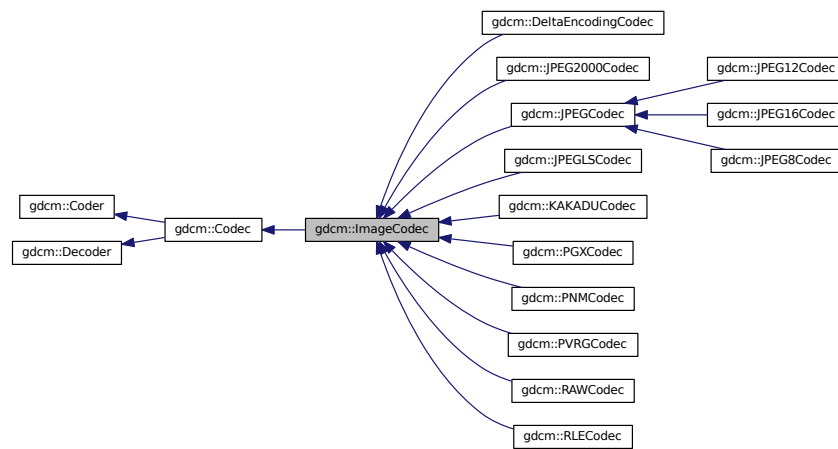 gdcm::DeltaEncodingCodec
gdcm::JPEG2000Codec
gdcm::JPEG12Codec
gdcm::JPEGCodec
gdcm::JPEG16Codec
gdcm::JPEGLSCodec
gdcm::JPEG8Codec
gdcm::Coder
gdcm::KAKADUCodec
gdcm::Codec
gdcm::ImageCodec
gdcm::Decoder
gdcm::PGXCodec
gdcm::PNMCodec
gdcm::PVRGCodec
gdcm::RAWCodec
gdcm::RLECodec